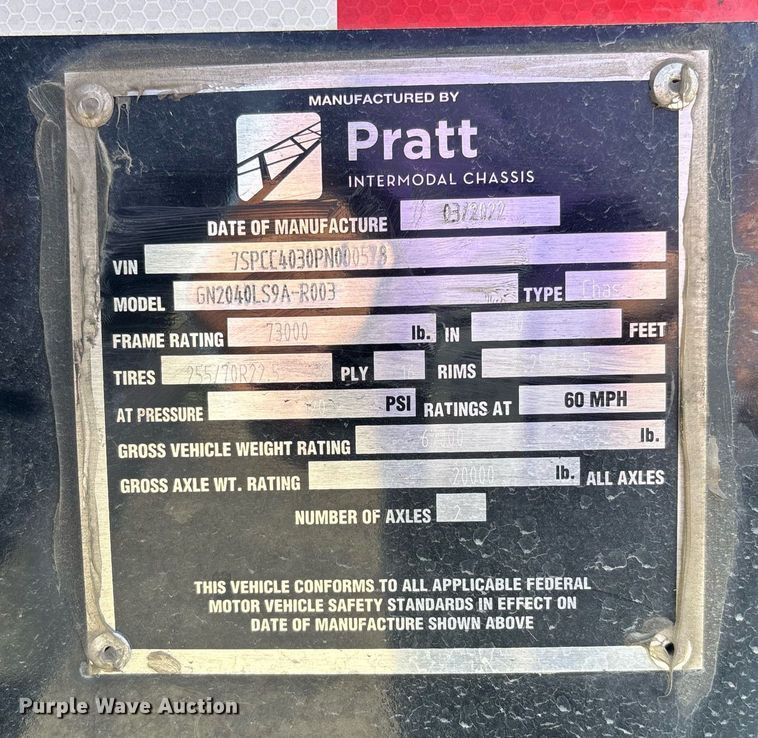 MANUFACTURED BY
Pratt
INTERMODAL CHASSIS
DATE OF MANUFACTURE 03/2022
VIN 7SPCC4030PN000578
MODEL GN2040LS9A-R003 TYPE Chas
FRAME RATING 73000 lb. IN FEET
TIRES 255/70R22.5 PLY 16 RIMS
AT PRESSURE PSI RATINGS AT 60 MPH
GROSS VEHICLE WEIGHT RATING lb.
GROSS AXLE WT. RATING 20000 lb. ALL AXLES
NUMBER OF AXLES 2
THIS VEHICLE CONFORMS TO ALL APPLICABLE FEDERAL
MOTOR VEHICLE SAFETY STANDARDS IN EFFECT ON
DATE OF MANUFACTURE SHOWN ABOVE
Purple Wave Auction